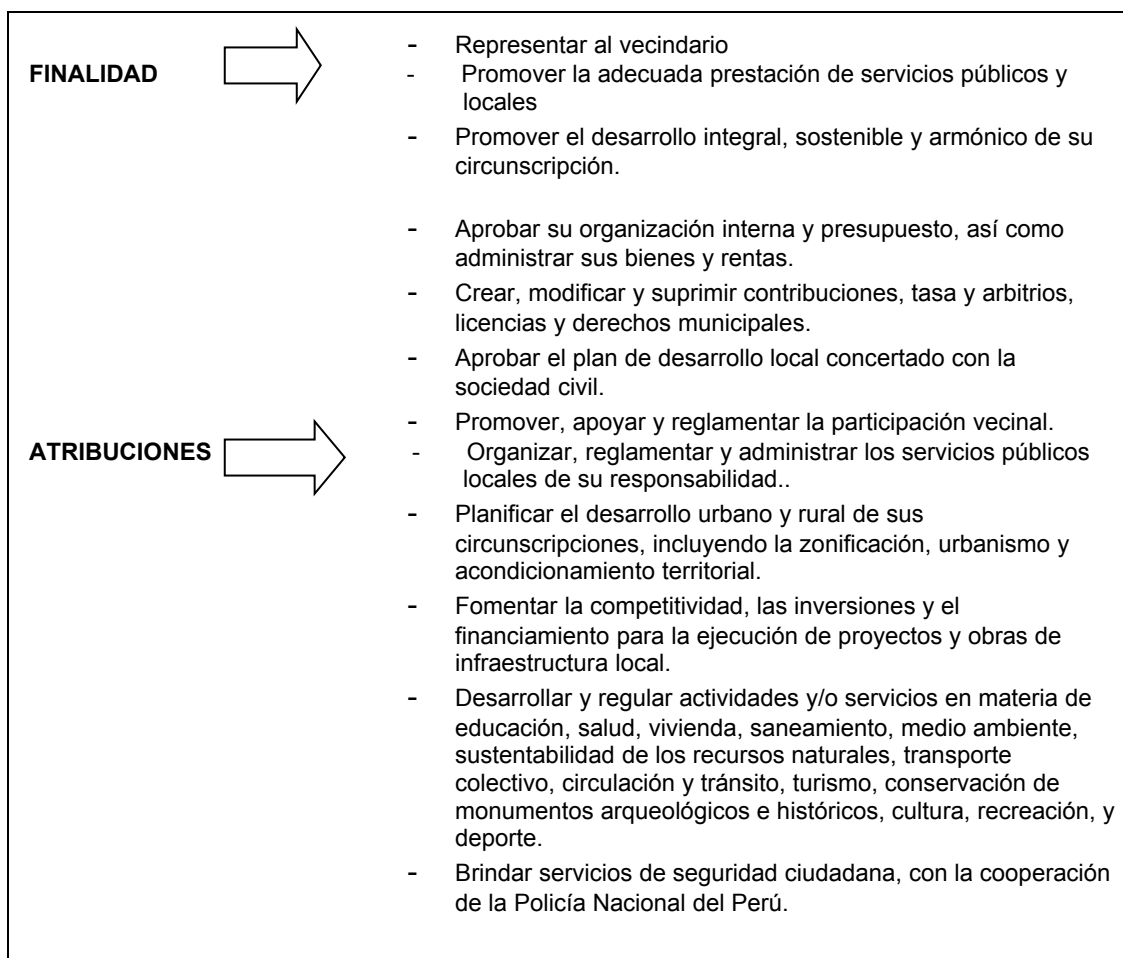 FINALIDAD
- Representar al vecindario
- Promover la adecuada prestación de servicios públicos y
locales
- Promover el desarrollo integral, sostenible y armónico de su
circunscripción.
- Aprobar su organización interna y presupuesto, así como
administrar sus bienes y rentas.
- Crear, modificar y suprimir contribuciones, tasa y arbitrios,
licencias y derechos municipales.
- Aprobar el plan de desarrollo local concertado con la
sociedad civil.
- Promover, apoyar y reglamentar la participación vecinal.
ATRIBUCIONES
- Organizar, reglamentar y administrar los servicios públicos
locales de su responsabilidad..
- Planificar el desarrollo urbano y rural de sus
circunscripciones, incluyendo la zonificación, urbanismo y
acondicionamiento territorial.
- Fomentar la competitividad, las inversiones y el
financiamiento para la ejecución de proyectos y obras de
infraestructura local.
- Desarrollar y regular actividades y/o servicios en materia de
educación, salud, vivienda, saneamiento, medio ambiente,
sustentabilidad de los recursos naturales, transporte
colectivo, circulación y tránsito, turismo, conservación de
monumentos arqueológicos e históricos, cultura, recreación, y
deporte.
- Brindar servicios de seguridad ciudadana, con la cooperación
de la Policía Nacional del Perú.